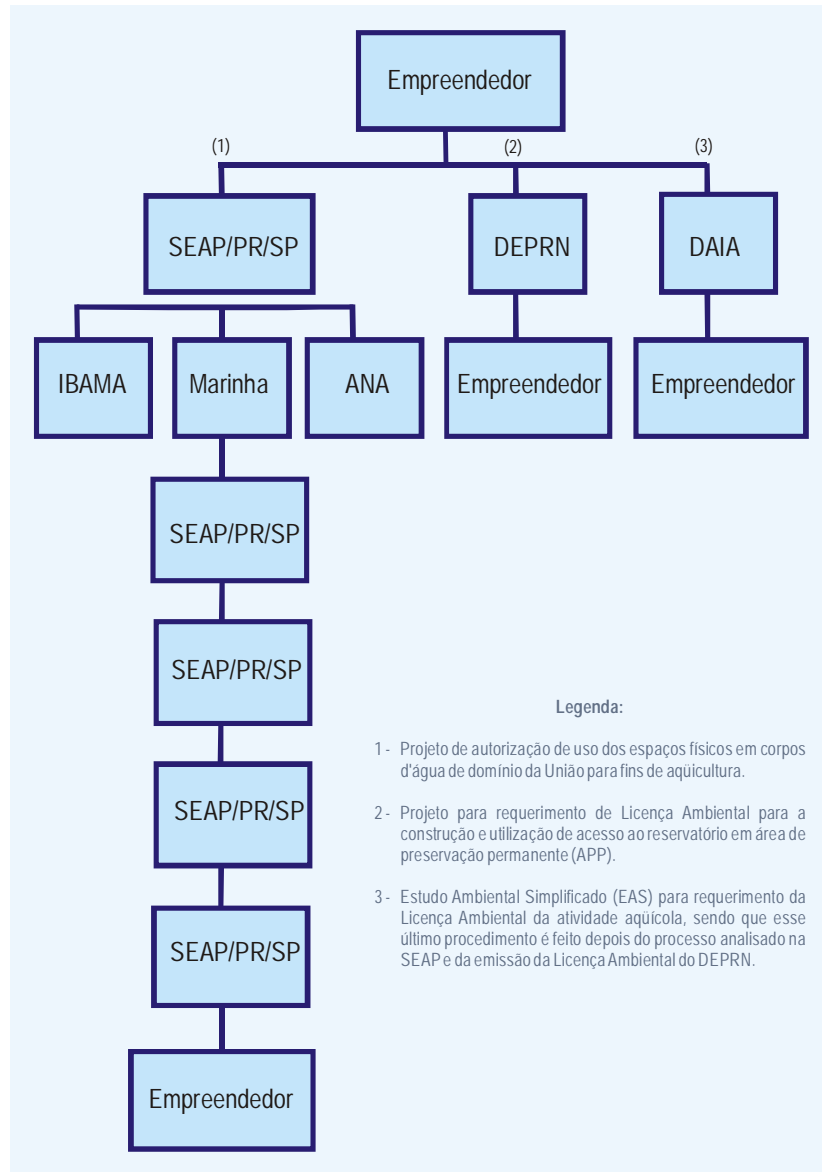 Empreendedor
(1) (2) (3)
SEAP/PR/SP DEPRN DAIA
IBAMA Marinha ANA Empreendedor Empreendedor
SEAP/PR/SP
SEAP/PR/SP
SEAP/PR/SP
SEAP/PR/SP
Empreendedor
Legenda:
1 - Projeto de autorização de uso dos espaços físicos em corpos
d'água de domínio da União para fins de aqüicultura.
2 - Projeto para requerimento de Licença Ambiental para a
construção e utilização de acesso ao reservatório em área de
preservação permanente (APP).
3 - Estudo Ambiental Simplificado (EAS) para requerimento da
Licença Ambiental da atividade aqüícola, sendo que esse
último procedimento é feito depois do processo analisado na
SEAP e da emissão da Licença Ambiental do DEPRN.